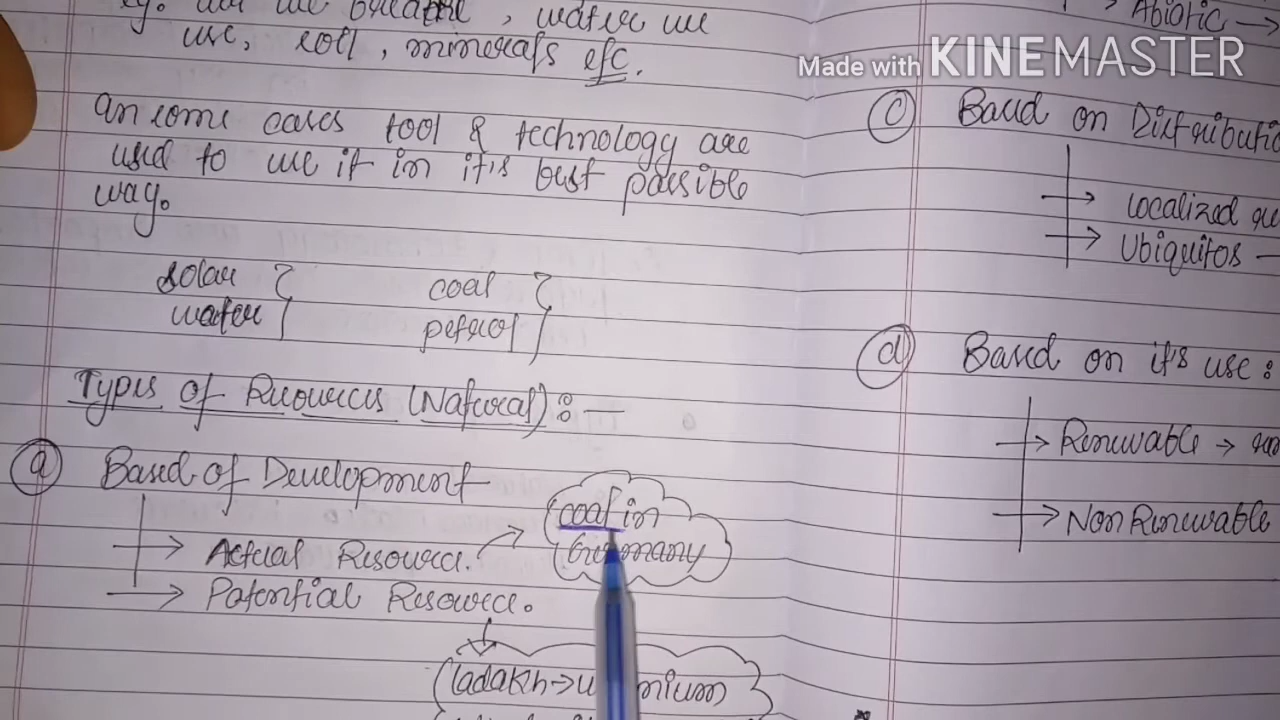 eg. air we breathe, water we
use, soil, minerals etc.
In some cases tool & technology are
used to use it in it's best possible
way.
solar
water
coal
petrol
Types of Resources (Natural):-
a Based of Development
Actual Resource.
coal in
Germany
Potential Resource.
ladakh→
Abiotic →
Made with KINEMASTER
c Based on
Localized
Ubiquitos -
d Based on it's use:
Renewable →
Non Renewable